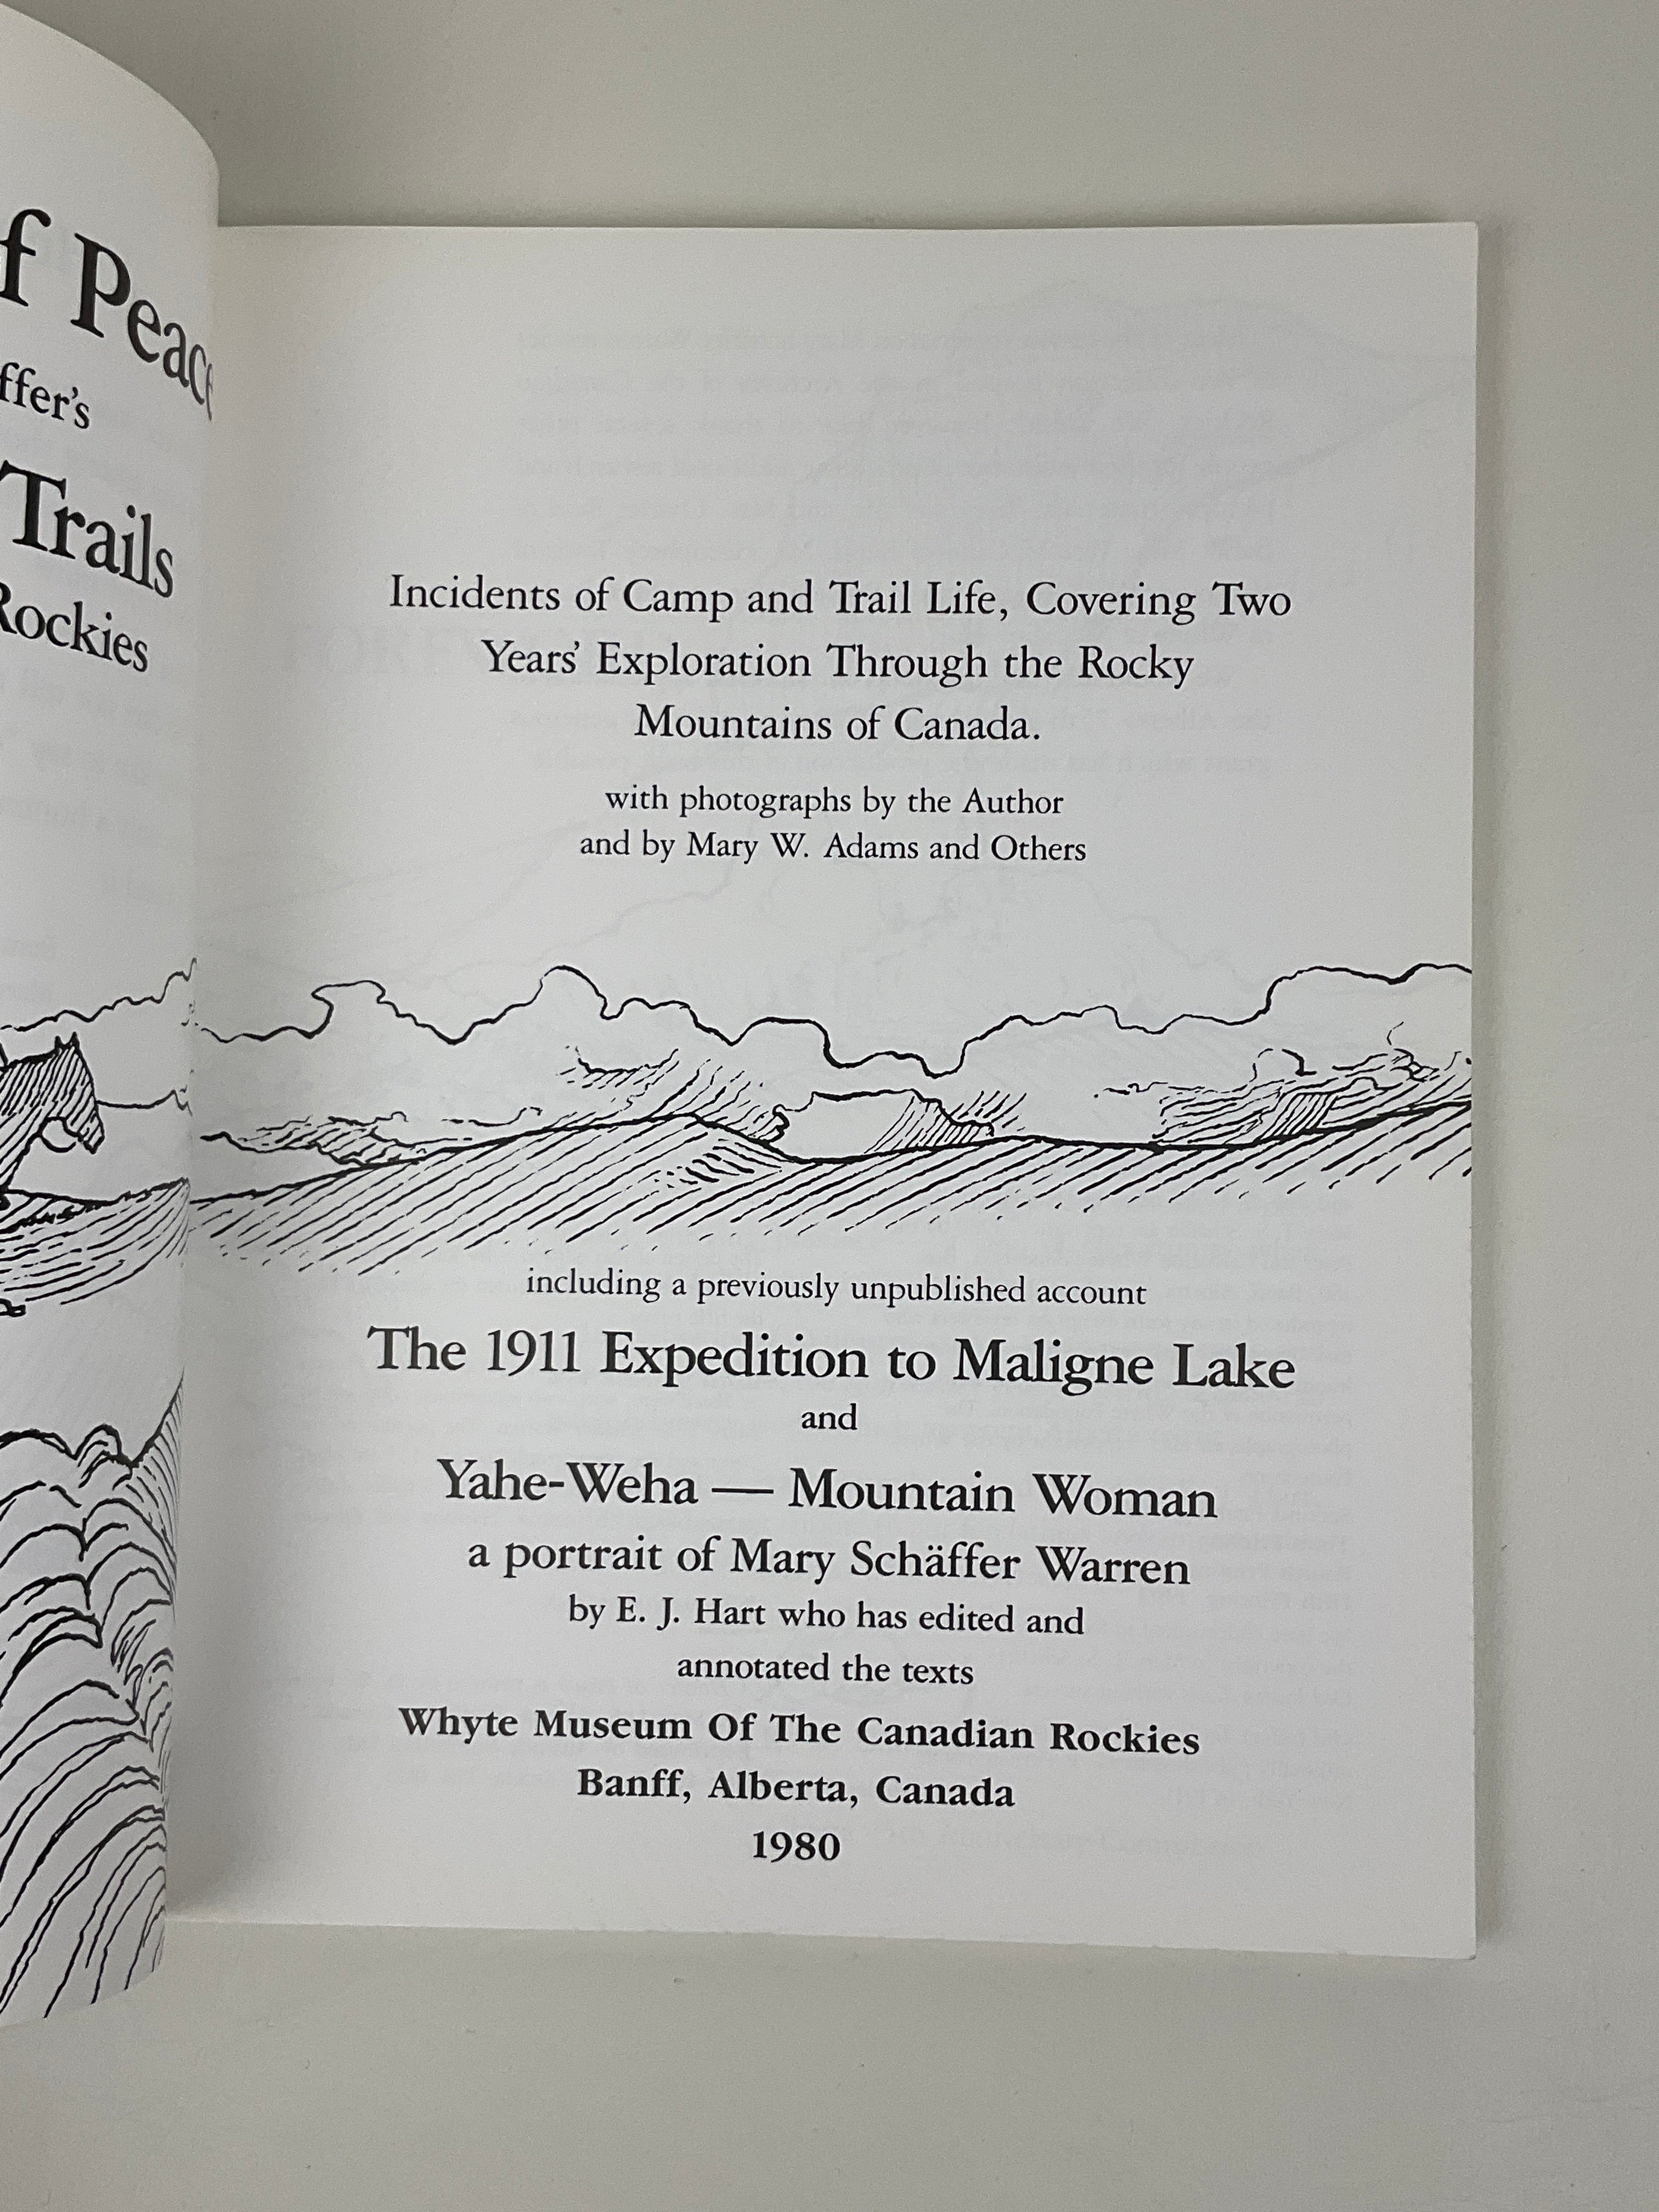 f Peace
ffer's
Trails
Rockies
Incidents of Camp and Trail Life, Covering Two
Years' Exploration Through the Rocky
Mountains of Canada.
with photographs by the Author
and by Mary W. Adams and Others
including a previously unpublished account
The 1911 Expedition to Maligne Lake
and
Yahe-Weha — Mountain Woman
a portrait of Mary Schäffer Warren
by E. J. Hart who has edited and
annotated the texts
Whyte Museum Of The Canadian Rockies
Banff, Alberta, Canada
1980